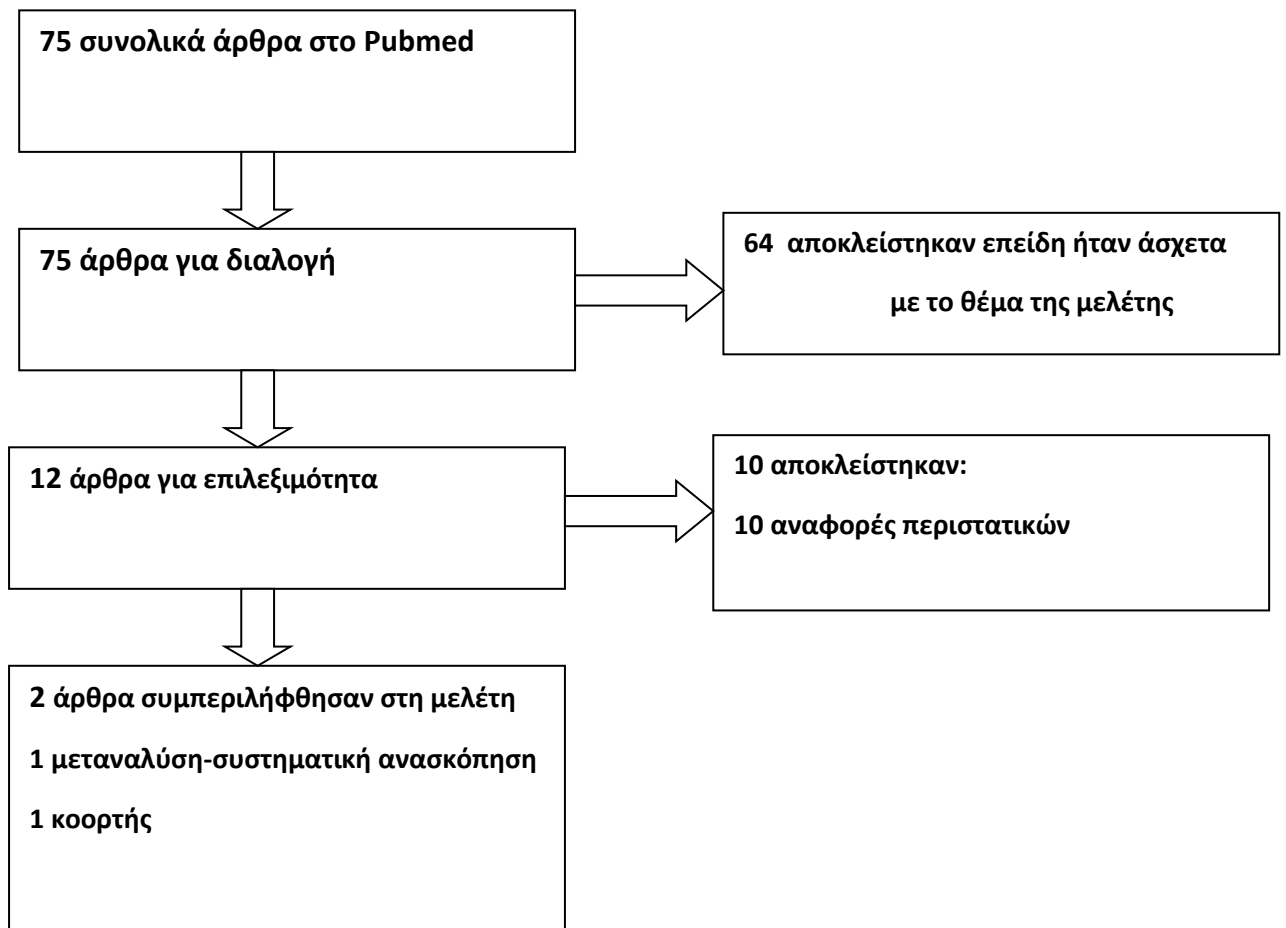 75 συνολικά άρθρα στο Pubmed
75 άρθρα για διαλογή
64 αποκλείστηκαν επείδη ήταν άσχετα
με το θέμα της μελέτης
12 άρθρα για επιλεξιμότητα
10 αποκλείστηκαν:
10 αναφορές περιστατικών
2 άρθρα συμπεριλήφθησαν στη μελέτη
1 μεταναλύση-συστηματική ανασκόπηση
1 κοορτής